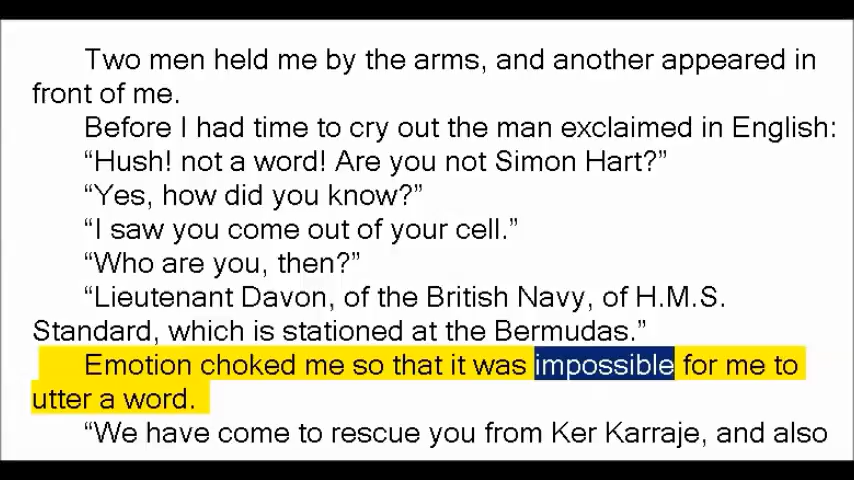 Two men held me by the arms, and another appeared in
front of me.
Before I had time to cry out the man exclaimed in English:
“Hush! not a word! Are you not Simon Hart?”
“Yes, how did you know?”
“I saw you come out of your cell.”
“Who are you, then?”
“Lieutenant Davon, of the British Navy, of H.M.S.
Standard, which is stationed at the Bermudas.”
Emotion choked me so that it was impossible for me to
utter a word.
“We have come to rescue you from Ker Karraje, and also